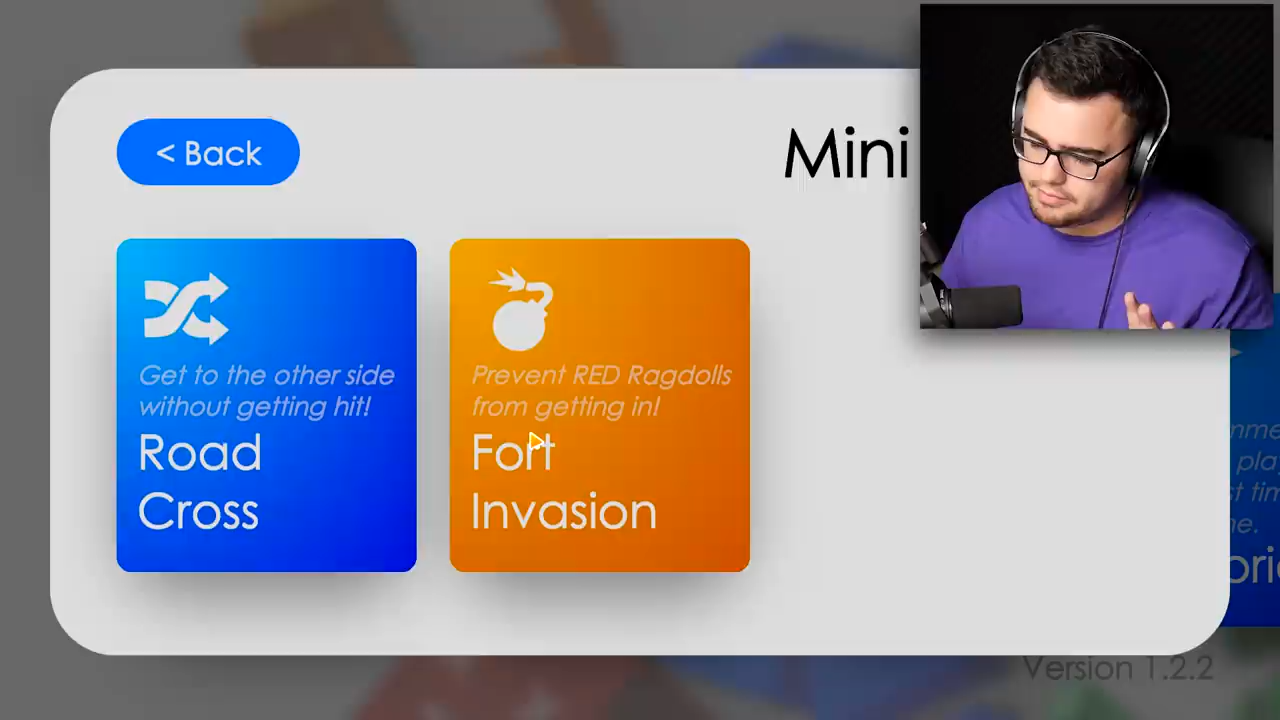 < Back
Mini
Get to the other side
without getting hit!
Road
Cross
Prevent RED Ragdolls
from getting in!
Fort
Invasion
Version 1.2.2